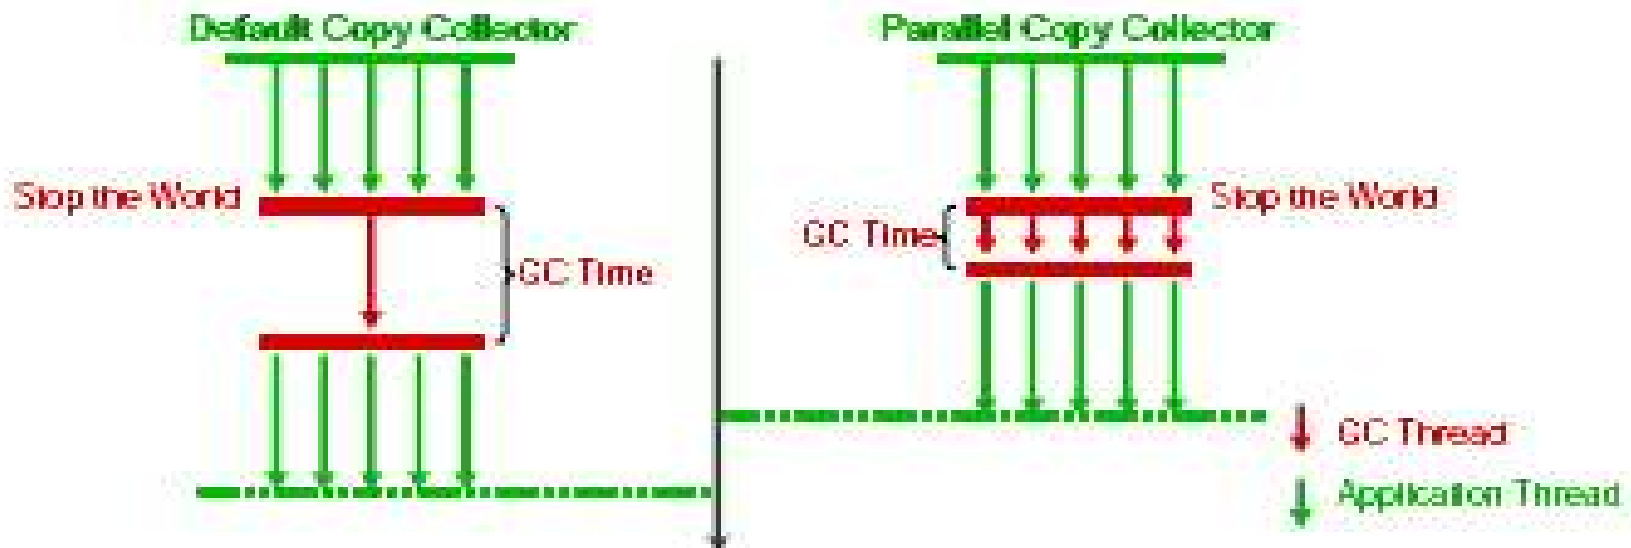 Default Copy Collector
Parallel Copy Collector
Stop the World
Stop the World
GC Time
GC Time
GC Thread
Application Thread